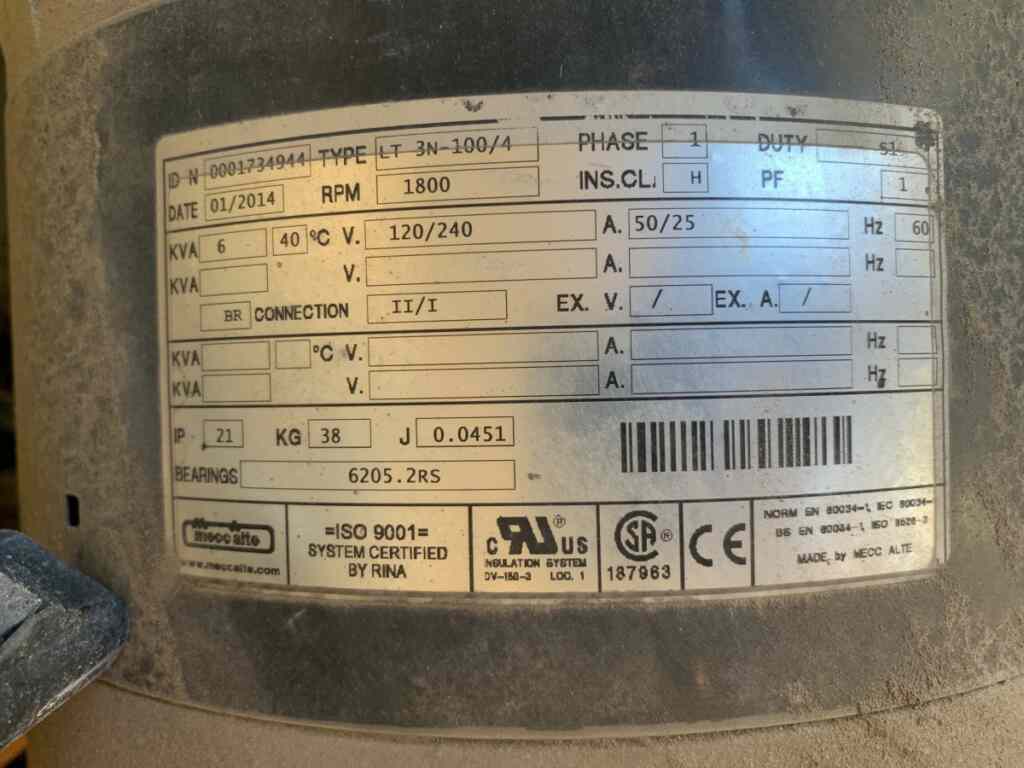 ID N 0001734944 TYPE LT 3N-100/4 PHASE 1 DUTY S1
DATE 01/2014 RPM 1800 INS.CL. H PF 1
KVA 6 40 °C V. 120/240 A. 50/25 Hz 60
KVA V. A. Hz
BR CONNECTION II/I EX. V. / EX. A. /
KVA °C V. A. Hz
KVA V. A. Hz
IP 21 KG 38 J 0.0451
BEARINGS 6205.2RS
mecc alte
www.meccalte.com
=ISO 9001=
SYSTEM CERTIFIED
BY RINA
c RU ® US
INSULATION SYSTEM
DV-150-3 LOC. 1
SA ®
187963
CE
NORM EN 60034-1, IEC 60034-
BS EN 60034-1, ISO 8528-3
MADE, by MECC ALTE